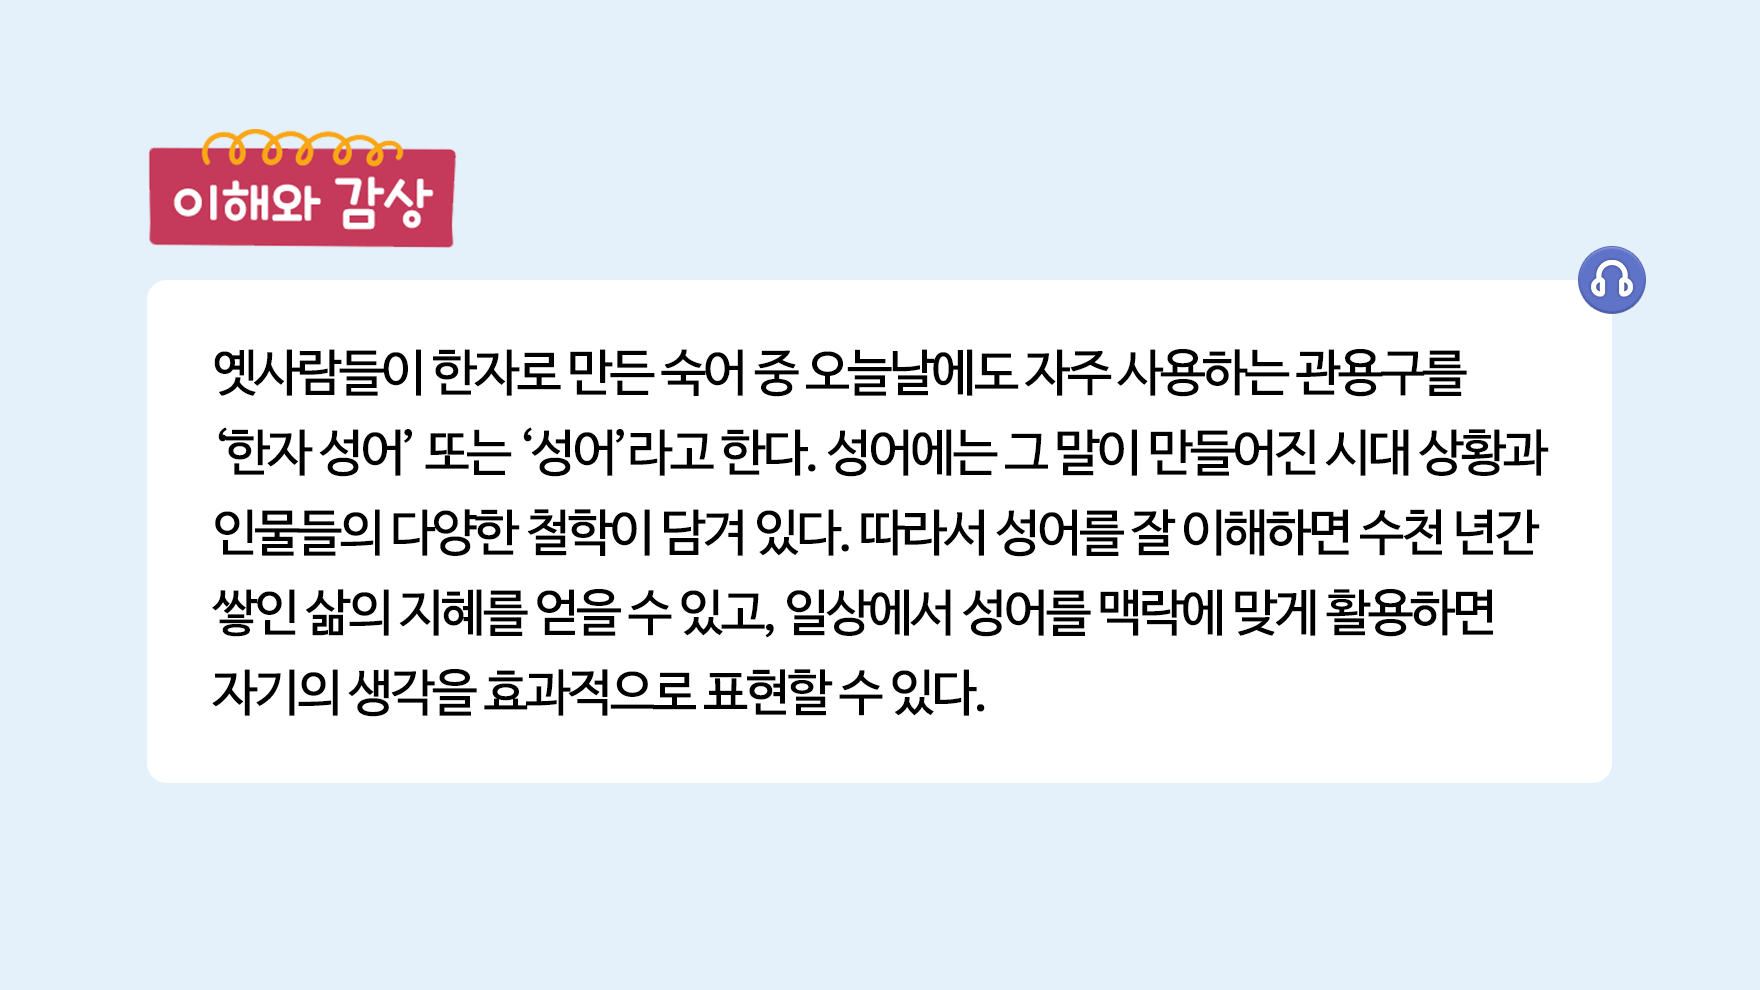 이해와 감상
옛사람들이 한자로 만든 숙어 중 오늘날에도 자주 사용하는 관용구를
‘한자 성어’ 또는 ‘성어’라고 한다. 성어에는 그 말이 만들어진 시대 상황과
인물들의 다양한 철학이 담겨 있다. 따라서 성어를 잘 이해하면 수천 년간
쌓인 삶의 지혜를 얻을 수 있고, 일상에서 성어를 맥락에 맞게 활용하면
자기의 생각을 효과적으로 표현할 수 있다.